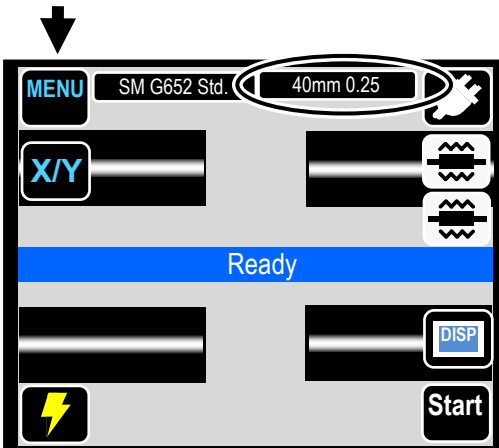 MENU
SM G652 Std.
40mm 0.25
X/Y
Ready
DISP
Start